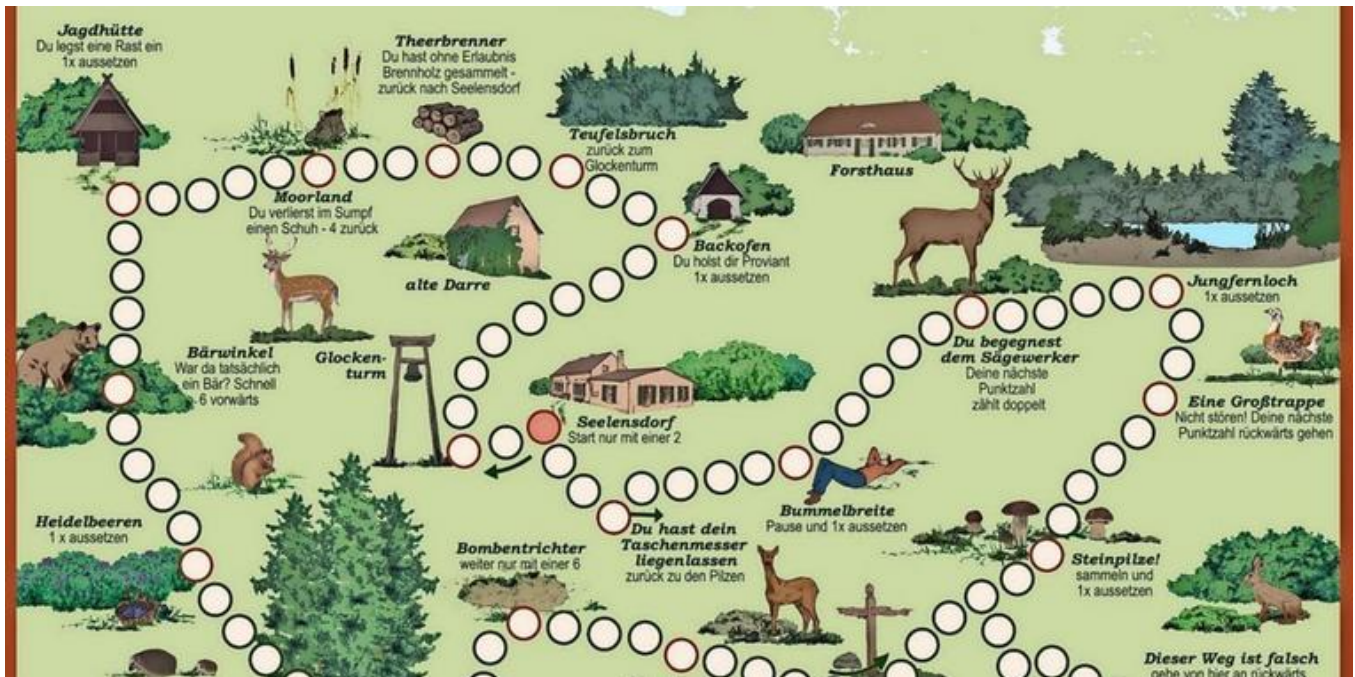 Jagdhütte
Du legst eine Rast ein
1x aussetzen
Theerbrenner
Du hast ohne Erlaubnis
Brennholz gesammelt -
zurück nach Seelensdorf
Teufelsbruch
zurück zum
Glockenturm
Forsthaus
Moorland
Du verlierst im Sumpf
einen Schuh - 4 zurück
Backofen
Du holst dir Proviant
1x aussetzen
alte Darre
Jungfernloch
1x aussetzen
Bärwinkel
War da tatsächlich
ein Bär? Schnell
6 vorwärts
Glocken-
turm
Du begegnest
dem Sägewerker
Deine nächste
Punktzahl
zählt doppelt
Eine Großtrappe
Nicht stören! Deine nächste
Punktzahl rückwärts gehen
Seelensdorf
Start nur mit einer 2
Heidelbeeren
1 x aussetzen
Bummelbreite
Pause und 1x aussetzen
Du hast dein
Taschenmesser
liegenlassen
zurück zu den Pilzen
Bombentrichter
weiter nur mit einer 6
Steinpilze!
sammeln und
1x aussetzen
Dieser Weg ist falsch
gehe von hier an rückwärts